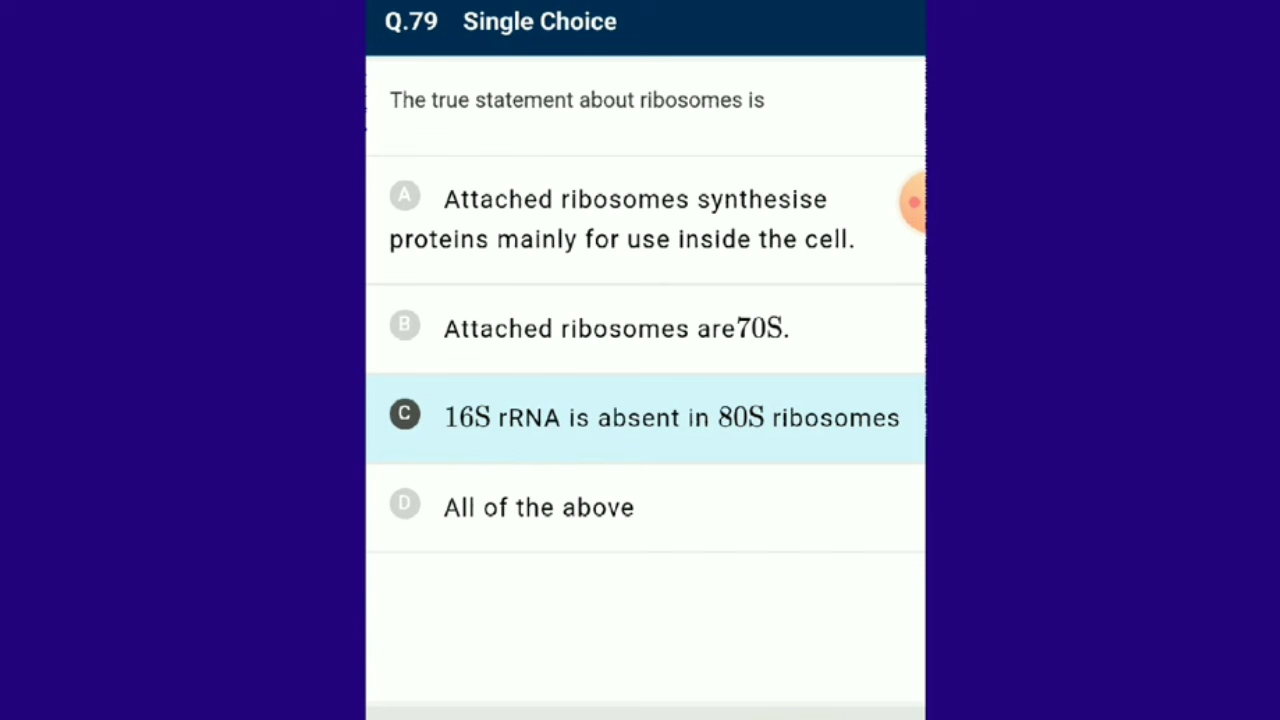 Q.79 Single Choice
The true statement about ribosomes is
A Attached ribosomes synthesise
proteins mainly for use inside the cell.
B Attached ribosomes are70S.
C 16S rRNA is absent in 80S ribosomes
D All of the above